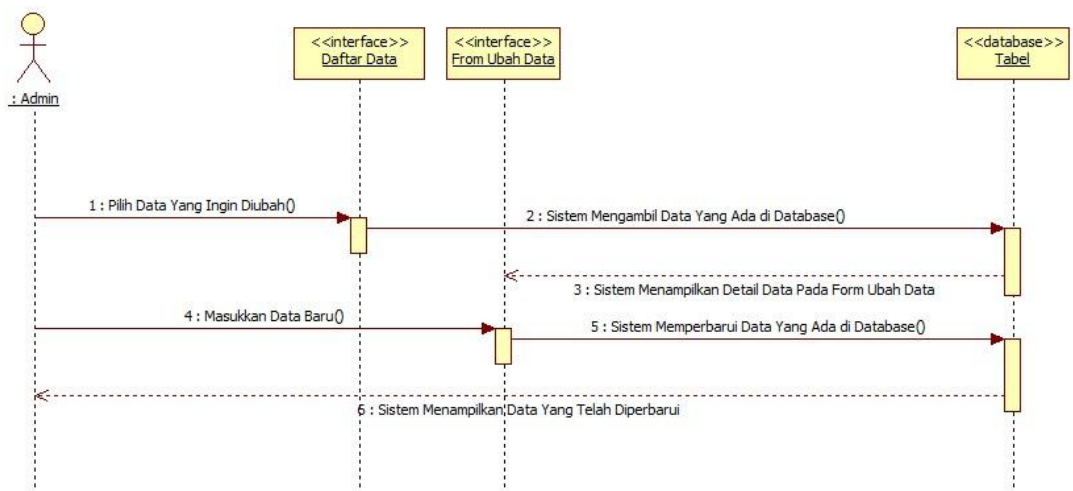 <<interface>>
Daftar Data
<<interface>>
From Ubah Data
<<database>>
Tabel
: Admin
1 : Pilih Data Yang Ingin Diubah()
2 : Sistem Mengambil Data Yang Ada di Database()
3 : Sistem Menampilkan Detail Data Pada Form Ubah Data
4 : Masukkan Data Baru()
5 : Sistem Memperbarui Data Yang Ada di Database()
6 : Sistem Menampilkan Data Yang Telah Diperbarui